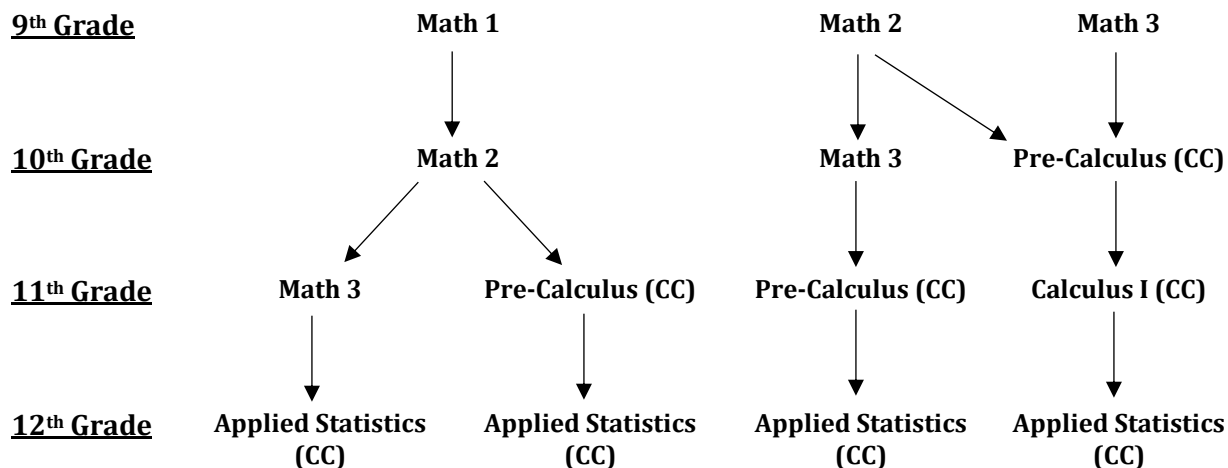 9th Grade Math 1 Math 2 Math 3
10th Grade Math 2 Math 3 Pre-Calculus (CC)
11th Grade Math 3 Pre-Calculus (CC) Pre-Calculus (CC) Calculus I (CC)
12th Grade Applied Statistics Applied Statistics Applied Statistics Applied Statistics
(CC) (CC) (CC) (CC)